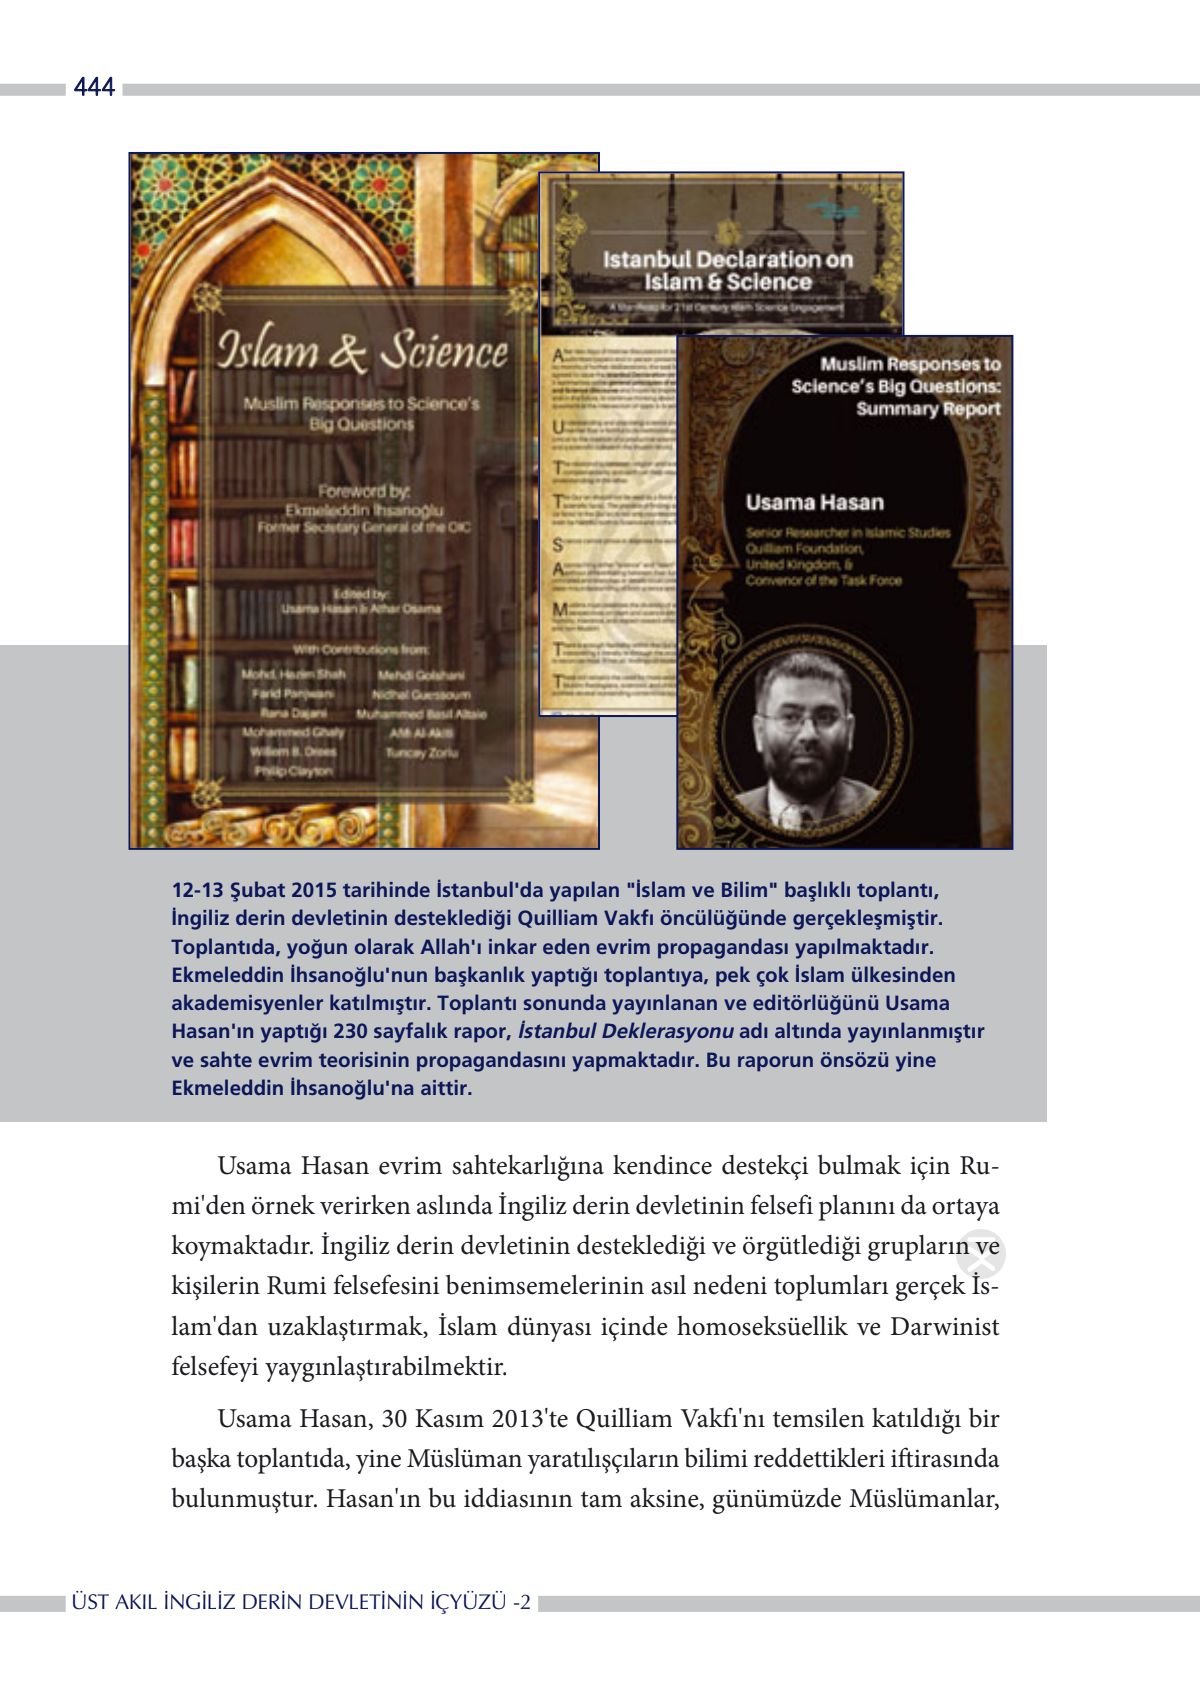 444
Islam & Science
Muslim Responses to Science's
Big Questions
Foreword by:
Ekmeleddin İhsanoğlu
Former Secretary General of the OIC
Edited by:
Usama Hasan & Athar Osama
With Contributions from:
Mohd. Hazim Shah
Farid Panjwani
Rana Dajani
Mohammed Ghaly
Willem B. Drees
Philip Clayton
Mehdi Golshani
Nidhal Guessoum
Muhammed Basil Altaie
Afifi Al-Akiti
Tuncay Zorlu
Istanbul Declaration on
Islam & Science
A Manifesto for 21st Century Islam Science Engagement
Muslim Responses to
Science's Big Questions:
Summary Report
Usama Hasan
Senior Researcher in Islamic Studies
Quilliam Foundation,
United Kingdom, &
Convenor of the Task Force
12-13 Şubat 2015 tarihinde İstanbul'da yapılan "İslam ve Bilim" başlıklı toplantı,
İngiliz derin devletinin desteklediği Quilliam Vakfı öncülüğünde gerçekleşmiştir.
Toplantıda, yoğun olarak Allah'ı inkar eden evrim propagandası yapılmaktadır.
Ekmeleddin İhsanoğlu'nun başkanlık yaptığı toplantıya, pek çok İslam ülkesinden
akademisyenler katılmıştır. Toplantı sonunda yayınlanan ve editörlüğünü Usama
Hasan'ın yaptığı 230 sayfalık rapor, İstanbul Deklerasyonu adı altında yayınlanmıştır
ve sahte evrim teorisinin propagandasını yapmaktadır. Bu raporun önsözü yine
Ekmeleddin İhsanoğlu'na aittir.
Usama Hasan evrim sahtekarlığına kendince destekçi bulmak için Ru-
mi'den örnek verirken aslında İngiliz derin devletinin felsefi planını da ortaya
koymaktadır. İngiliz derin devletinin desteklediği ve örgütlediği grupların ve
kişilerin Rumi felsefesini benimsemelerinin asıl nedeni toplumları gerçek İs-
lam'dan uzaklaştırmak, İslam dünyası içinde homoseksüellik ve Darwinist
felsefeyi yaygınlaştırabilmektir.
Usama Hasan, 30 Kasım 2013'te Quilliam Vakfı'nı temsilen katıldığı bir
başka toplantıda, yine Müslüman yaratılışçıların bilimi reddettikleri iftirasında
bulunmuştur. Hasan'ın bu iddiasının tam aksine, günümüzde Müslümanlar,
ÜST AKIL İNGİLİZ DERİN DEVLETİNİN İÇYÜZÜ -2